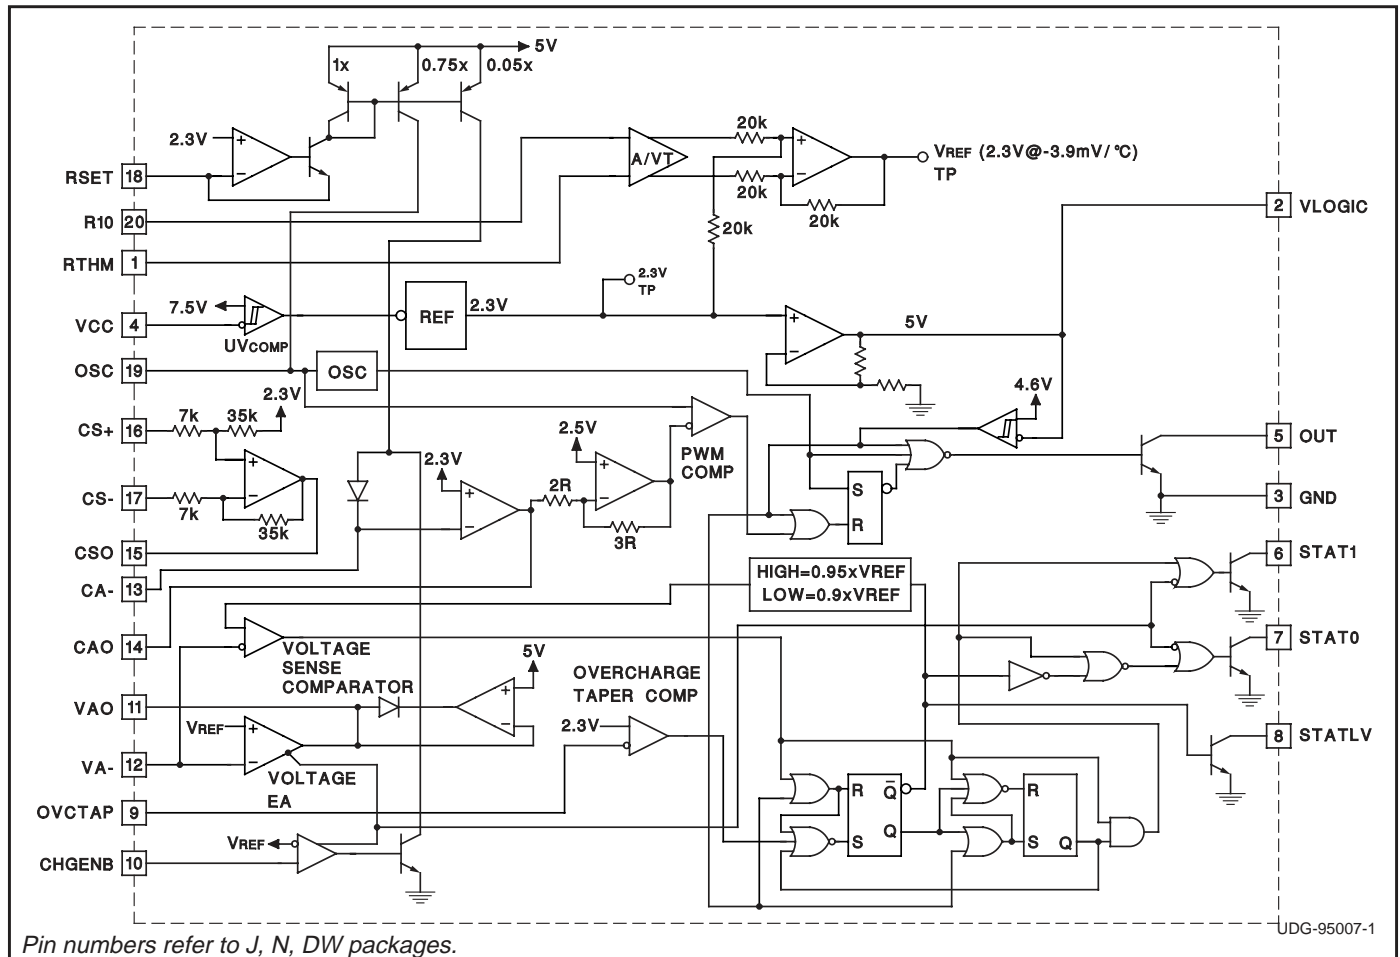 5V
1x
0.75x
0.05x
2.3V
+
−
RSET 18
R10 20
RTHM 1
A/VT
20k
20k
20k
20k
+
−
VREF (2.3V@-3.9mV/ °C)
TP
2 VLOGIC
7.5V
VCC 4
UVCOMP
REF
2.3V
2.3V
TP
+
−
5V
OSC 19
OSC
4.6V
CS+ 16
7k
35k
2.3V
+
−
CS- 17
7k
35k
2.3V
+
−
2.5V
+
−
2R
3R
PWM
COMP
S
R
5 OUT
3 GND
CSO 15
CA- 13
HIGH=0.95xVREF
LOW=0.9xVREF
6 STAT1
CAO 14
VOLTAGE
SENSE
COMPARATOR
7 STAT0
5V
+
−
OVERCHARGE
TAPER COMP
2.3V
VAO 11
VREF
+
−
VA- 12
VOLTAGE
EA
8 STATLV
OVCTAP 9
R
Q
S
Q
R
S
Q
VREF
CHGENB 10
UDG-95007-1
Pin numbers refer to J, N, DW packages.